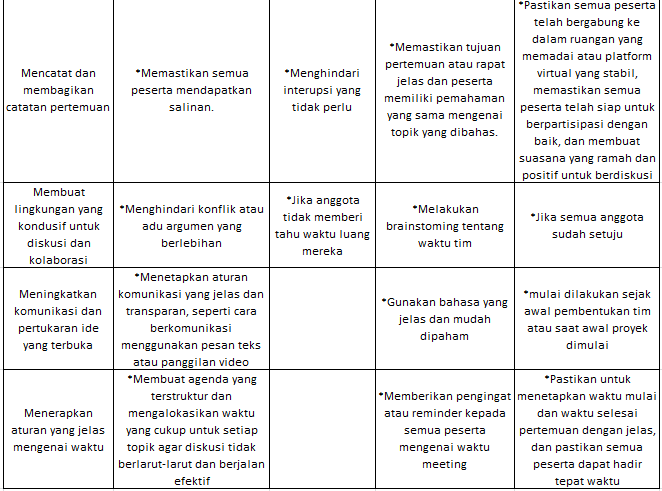 Mencatat dan
membagikan
catatan pertemuan
*Memastikan semua
peserta mendapatkan
salinan.
*Menghindari
interupsi yang
tidak perlu
*Memastikan tujuan
pertemuan atau rapat
jelas dan peserta
memiliki pemahaman
yang sama mengenai
topik yang dibahas.
*Pastikan semua peserta
telah bergabung ke
dalam ruangan yang
memadai atau platform
virtual yang stabil,
memastikan semua
peserta telah siap untuk
berpartisipasi dengan
baik, dan membuat
suasana yang ramah dan
positif untuk berdiskusi
Membuat
lingkungan yang
kondusif untuk
diskusi dan
kolaborasi
*Menghindari konflik atau
adu argumen yang
berlebihan
*Jika anggota
tidak memberi
tahu waktu luang
mereka
*Melakukan
brainstoming tentang
waktu tim
*Jika semua anggota
sudah setuju
Meningkatkan
komunikasi dan
pertukaran ide
yang terbuka
*Menetapkan aturan
komunikasi yang jelas dan
transparan, seperti cara
berkomunikasi
menggunakan pesan teks
atau panggilan video
*Gunakan bahasa yang
jelas dan mudah
dipaham
*mulai dilakukan sejak
awal pembentukan tim
atau saat awal proyek
dimulai
Menerapkan
aturan yang jelas
mengenai waktu
*Membuat agenda yang
terstruktur dan
mengalokasikan waktu
yang cukup untuk setiap
topik agar diskusi tidak
berlarut-larut dan berjalan
efektif
*Memberikan pengingat
atau reminder kepada
semua peserta
mengenai waktu
meeting
*Pastikan untuk
menetapkan waktu mulai
dan waktu selesai
pertemuan dengan jelas,
dan pastikan semua
peserta dapat hadir
tepat waktu